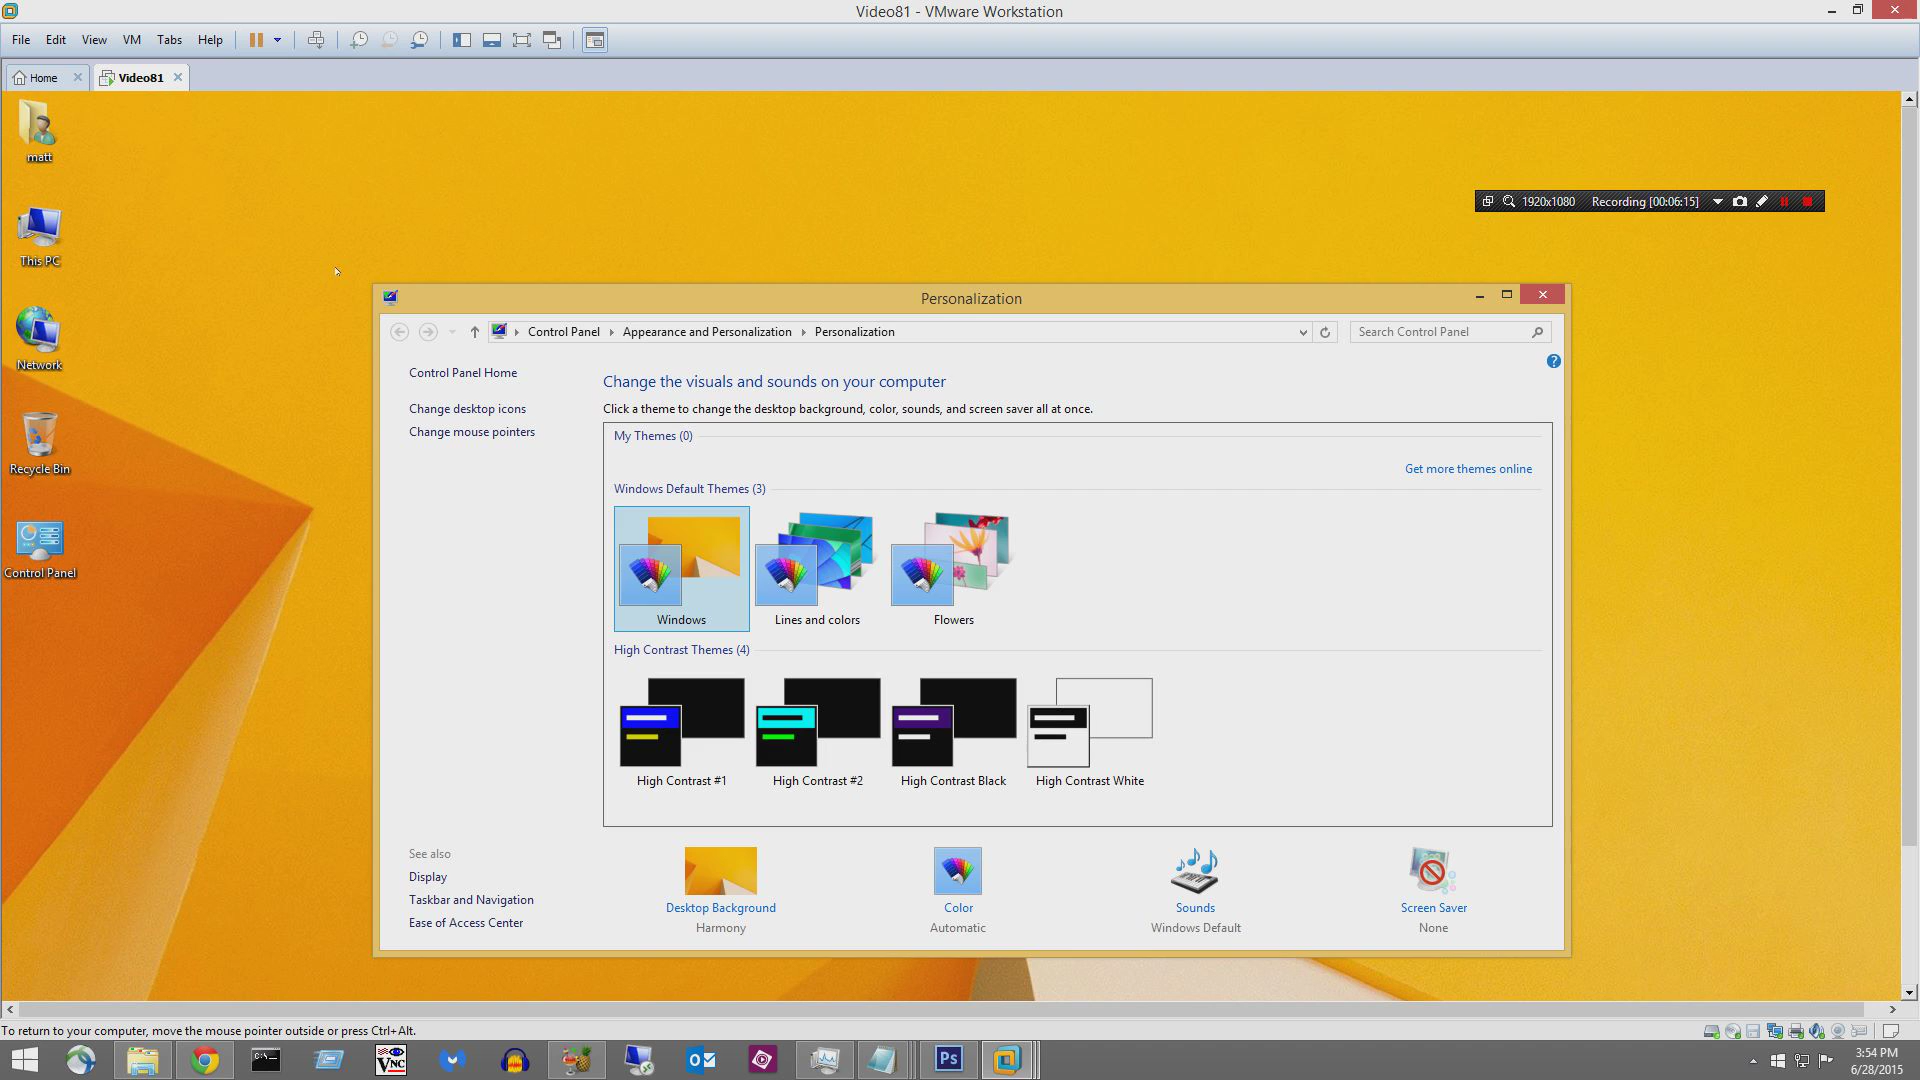 Video81 - VMware Workstation
File Edit View VM Tabs Help
Home Video81
matt
This PC
Network
Recycle Bin
Control Panel
1920x1080 Recording [00:06:15]
Personalization
Control Panel Appearance and Personalization Personalization
Search Control Panel
Control Panel Home
Change desktop icons
Change mouse pointers
Change the visuals and sounds on your computer
Click a theme to change the desktop background, color, sounds, and screen saver all at once.
My Themes (0)
Get more themes online
Windows Default Themes (3)
Windows Lines and colors Flowers
High Contrast Themes (4)
High Contrast #1 High Contrast #2 High Contrast Black High Contrast White
See also
Display
Taskbar and Navigation
Ease of Access Center
Desktop Background Color Sounds Screen Saver
Harmony Automatic Windows Default None
To return to your computer, move the mouse pointer outside or press Ctrl+Alt.
C:\.
VNC
Ps
3:54 PM
6/28/2015